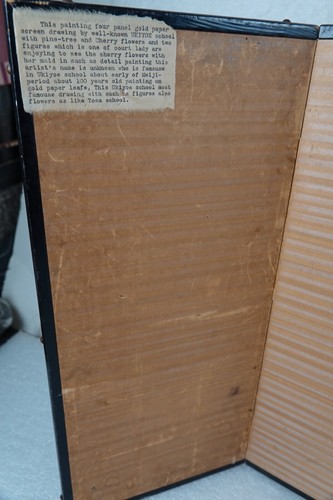 This painting four panel gold paper
screen drawing by well-known UKIYOE school
with pine-tree and Cherry flowers and two
figures which is one of court lady are
enjoying to see the cherry flowers with
her maid in such as detail painting this
artist's name is unknown who is famouse
in Ukiyoe school about early of Meiji-
period about 100 years old painting on
gold paper leafs, This Ukiyoe school most
famouse drawing with such as figures also
flowers as like Tosa school.